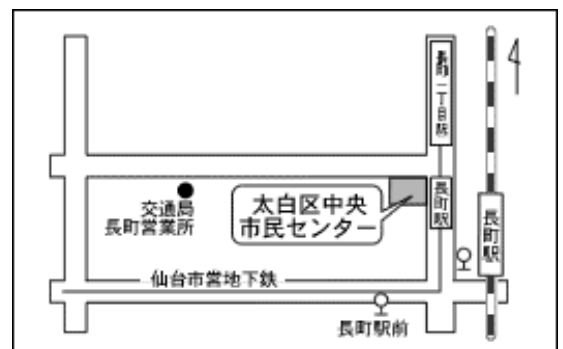 長町一丁目駅
長町駅
長町駅
太白区中央
市民センター
交通局
長町営業所
仙台市営地下鉄
長町駅前